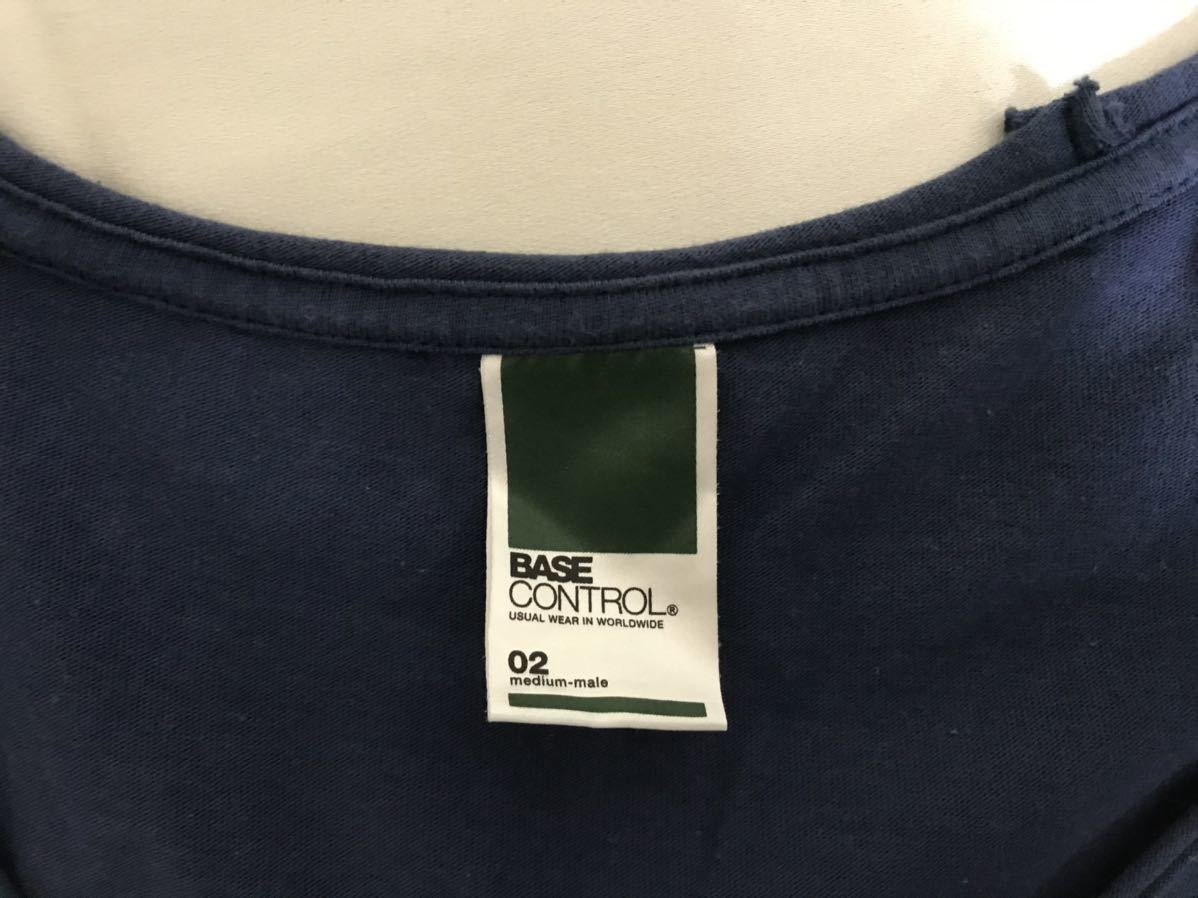 BASE
CONTROL®
USUAL WEAR IN WORLDWIDE
02
medium-male